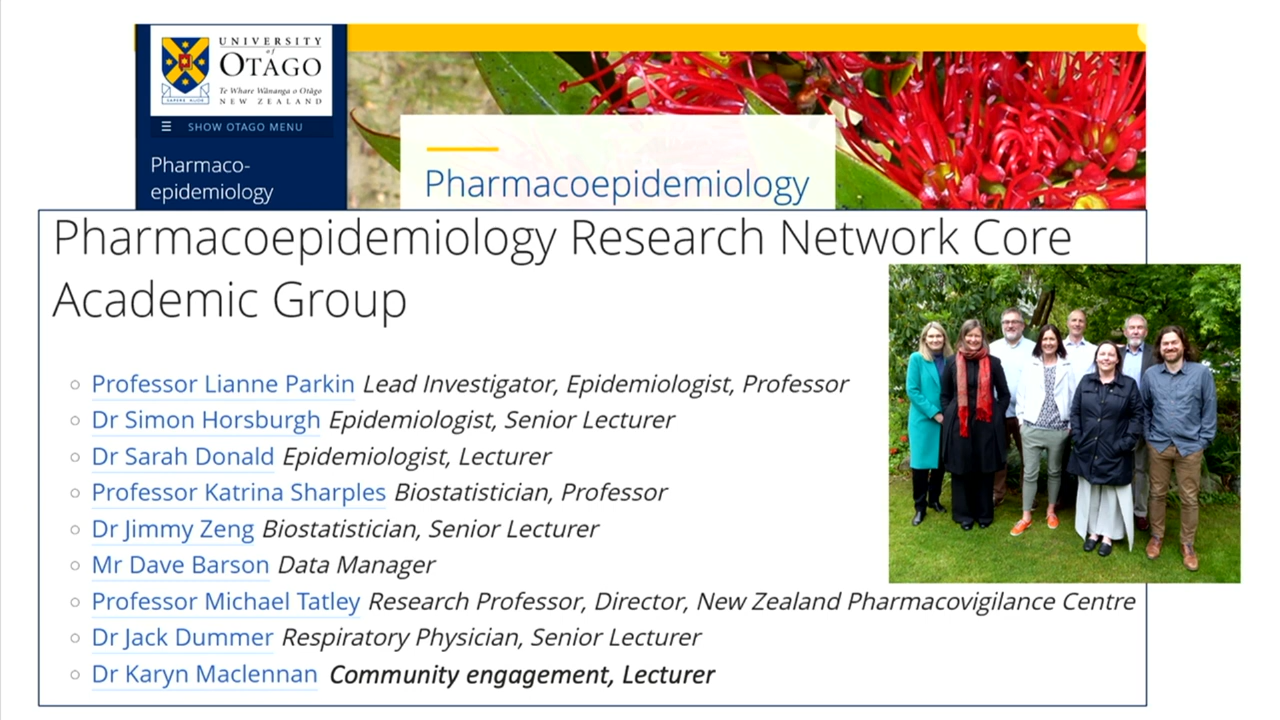 UNIVERSITY
of
OTAGO
Te Whare Wānanga o Otāgo
NEW ZEALAND
SAPERE AUDE
☰ SHOW OTAGO MENU
Pharmaco-
epidemiology
Pharmacoepidemiology
Pharmacoepidemiology Research Network Core
Academic Group
Professor Lianne Parkin Lead Investigator, Epidemiologist, Professor
Dr Simon Horsburgh Epidemiologist, Senior Lecturer
Dr Sarah Donald Epidemiologist, Lecturer
Professor Katrina Sharples Biostatistician, Professor
Dr Jimmy Zeng Biostatistician, Senior Lecturer
Mr Dave Barson Data Manager
Professor Michael Tatley Research Professor, Director, New Zealand Pharmacovigilance Centre
Dr Jack Dummer Respiratory Physician, Senior Lecturer
Dr Karyn Maclennan Community engagement, Lecturer